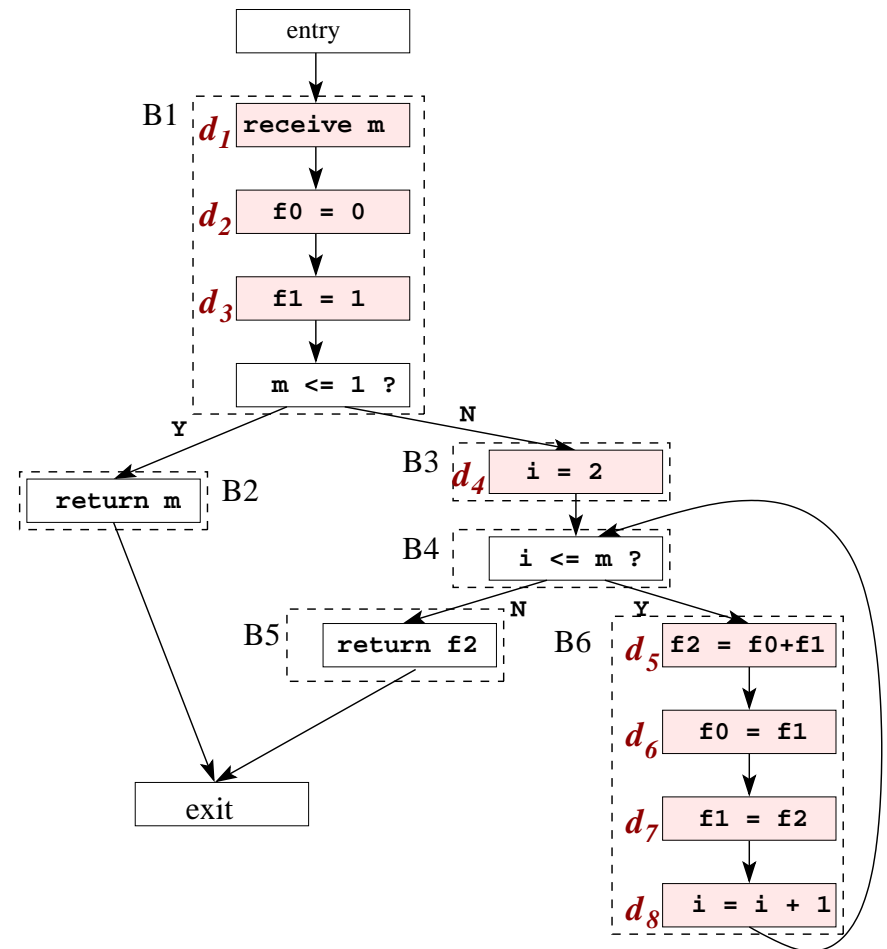 entry
B1
d1 receive m
d2 f0 = 0
d3 f1 = 1
m <= 1 ?
Y
N
B2
return m
B3
d4 i = 2
B4
i <= m ?
N
Y
B5
return f2
B6
d5 f2 = f0+f1
d6 f0 = f1
d7 f1 = f2
d8 i = i + 1
exit